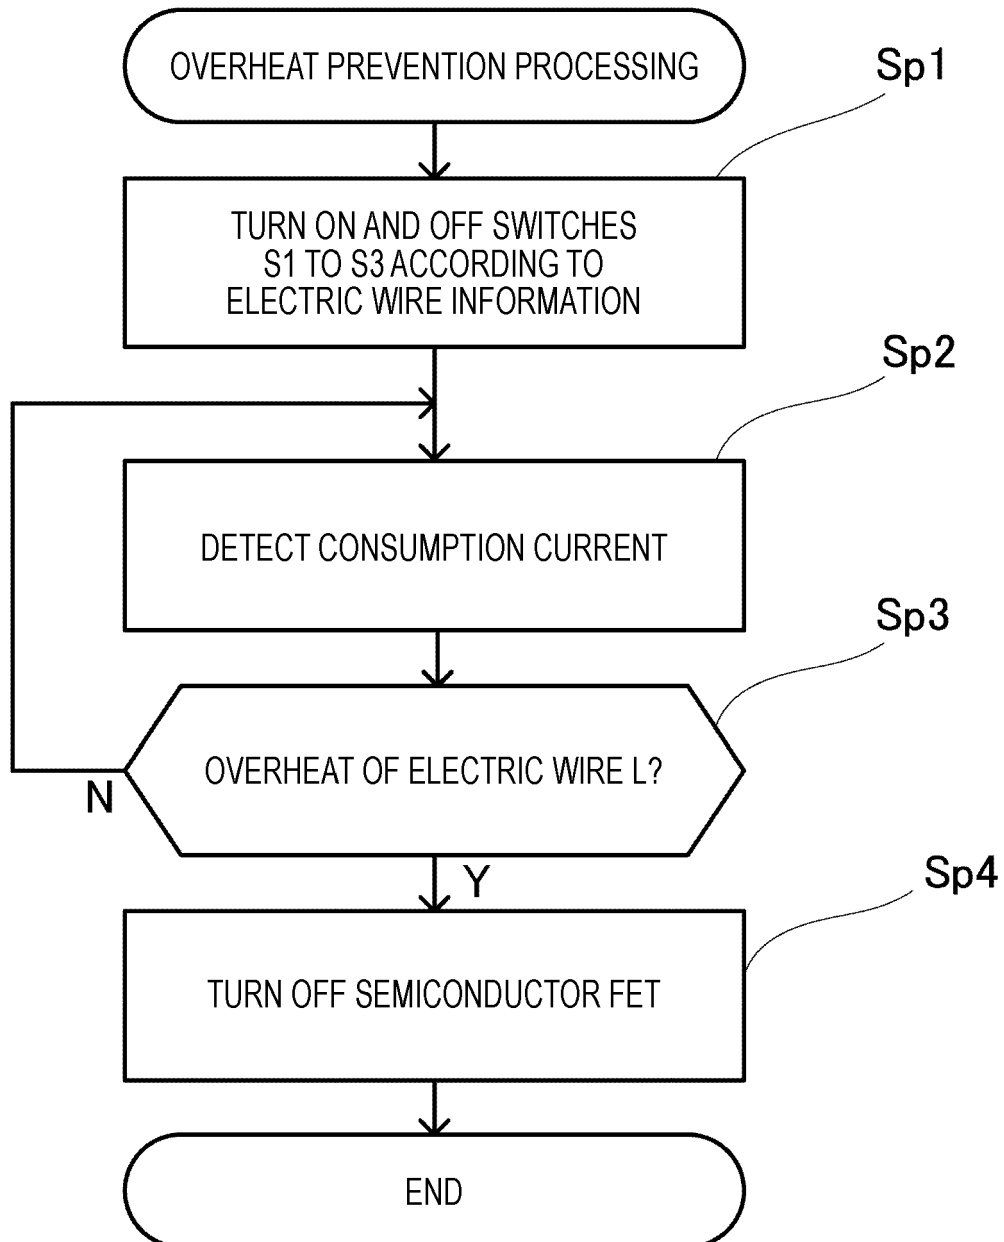 OVERHEAT PREVENTION PROCESSING
Sp1
TURN ON AND OFF SWITCHES
S1 TO S3 ACCORDING TO
ELECTRIC WIRE INFORMATION
Sp2
DETECT CONSUMPTION CURRENT
Sp3
OVERHEAT OF ELECTRIC WIRE L?
N
Y
Sp4
TURN OFF SEMICONDUCTOR FET
END